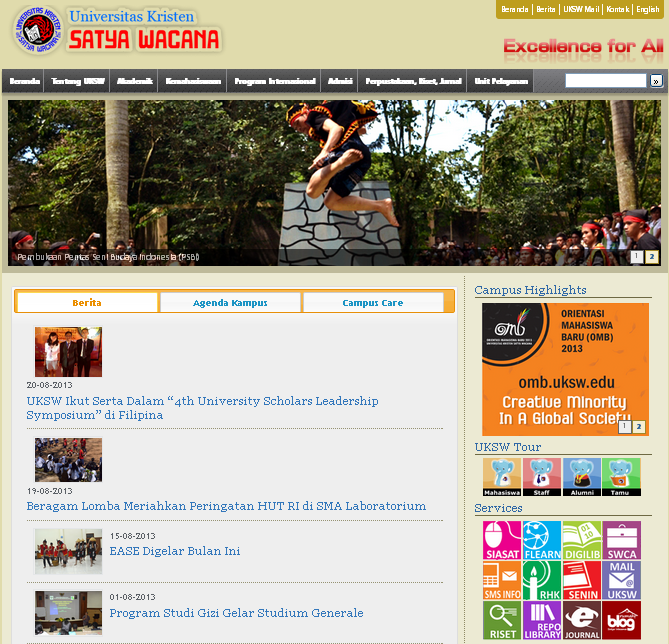 Beranda | Berita | UKSW Mail | Kontak | English
Universitas Kristen
SATYA WACANA
Excellence for All
Beranda
Tentang UKSW
Akademik
Kemahasiswaan
Program Internasional
Admisi
Perpustakaan, Riset, Jurnal
Unit Pelayanan
»
Pembukaan Pentas Seni Budaya Indonesia (PSBI)
1 2
Berita
Agenda Kampus
Campus Care
20-08-2013
UKSW Ikut Serta Dalam “4th University Scholars Leadership
Symposium” di Filipina
19-08-2013
Beragam Lomba Meriahkan Peringatan HUT RI di SMA Laboratorium
15-08-2013
EASE Digelar Bulan Ini
01-08-2013
Program Studi Gizi Gelar Studium Generale
Campus Highlights
omb
ORIENTASI
MAHASISWA
BARU (OMB)
2013
omb.uksw.edu
Creative Minority
In A Global Society
1 2
UKSW Tour
Mahasiswa
Staff
Alumni
Tamu
Services
SIASAT
FLEARN
DIGILIB
SWCA
SMS INFO
RHK
SENIN
MAIL
UKSW
RISET
REPO
LIBRARY
JOURNAL
blog